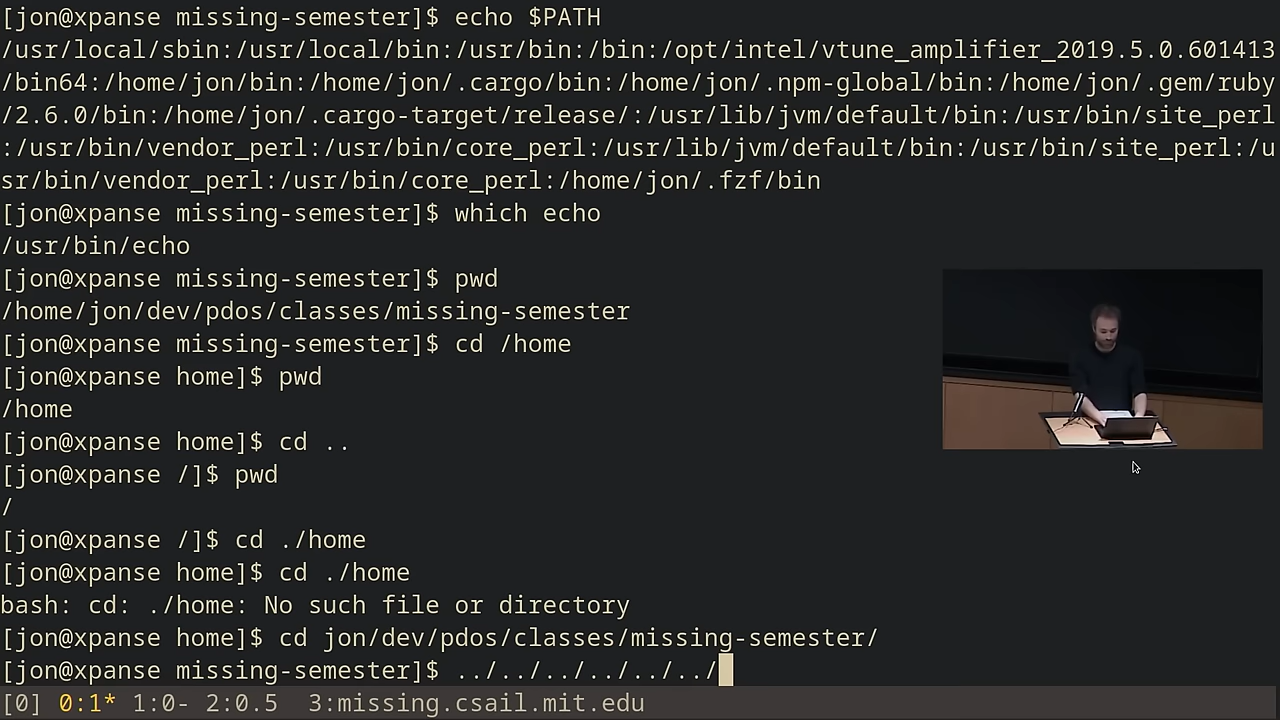 [jon@xpanse missing-semester]$ echo $PATH
/usr/local/sbin:/usr/local/bin:/usr/bin:/bin:/opt/intel/vtune_amplifier_2019.5.0.601413
/bin64:/home/jon/bin:/home/jon/.cargo/bin:/home/jon/.npm-global/bin:/home/jon/.gem/ruby
/2.6.0/bin:/home/jon/.cargo-target/release/:/usr/lib/jvm/default/bin:/usr/bin/site_perl
:/usr/bin/vendor_perl:/usr/bin/core_perl:/usr/lib/jvm/default/bin:/usr/bin/site_perl:/u
sr/bin/vendor_perl:/usr/bin/core_perl:/home/jon/.fzf/bin
[jon@xpanse missing-semester]$ which echo
/usr/bin/echo
[jon@xpanse missing-semester]$ pwd
/home/jon/dev/pdos/classes/missing-semester
[jon@xpanse missing-semester]$ cd /home
[jon@xpanse home]$ pwd
/home
[jon@xpanse home]$ cd ..
[jon@xpanse /]$ pwd
/
[jon@xpanse /]$ cd ./home
[jon@xpanse home]$ cd ./home
bash: cd: ./home: No such file or directory
[jon@xpanse home]$ cd jon/dev/pdos/classes/missing-semester/
[jon@xpanse missing-semester]$ ../../../../../../
[0] 0:1* 1:0- 2:0.5  3:missing.csail.mit.edu